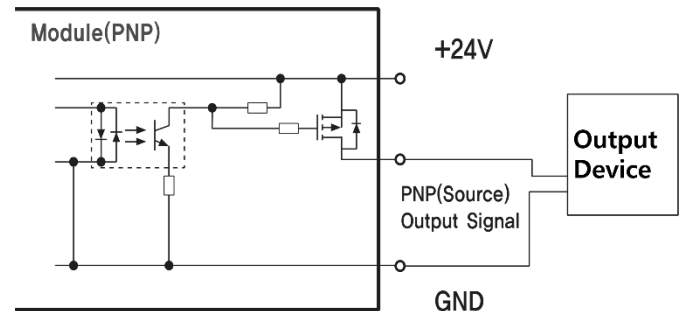 Module(PNP)
+24V
Output
Device
PNP(Source)
Output Signal
GND